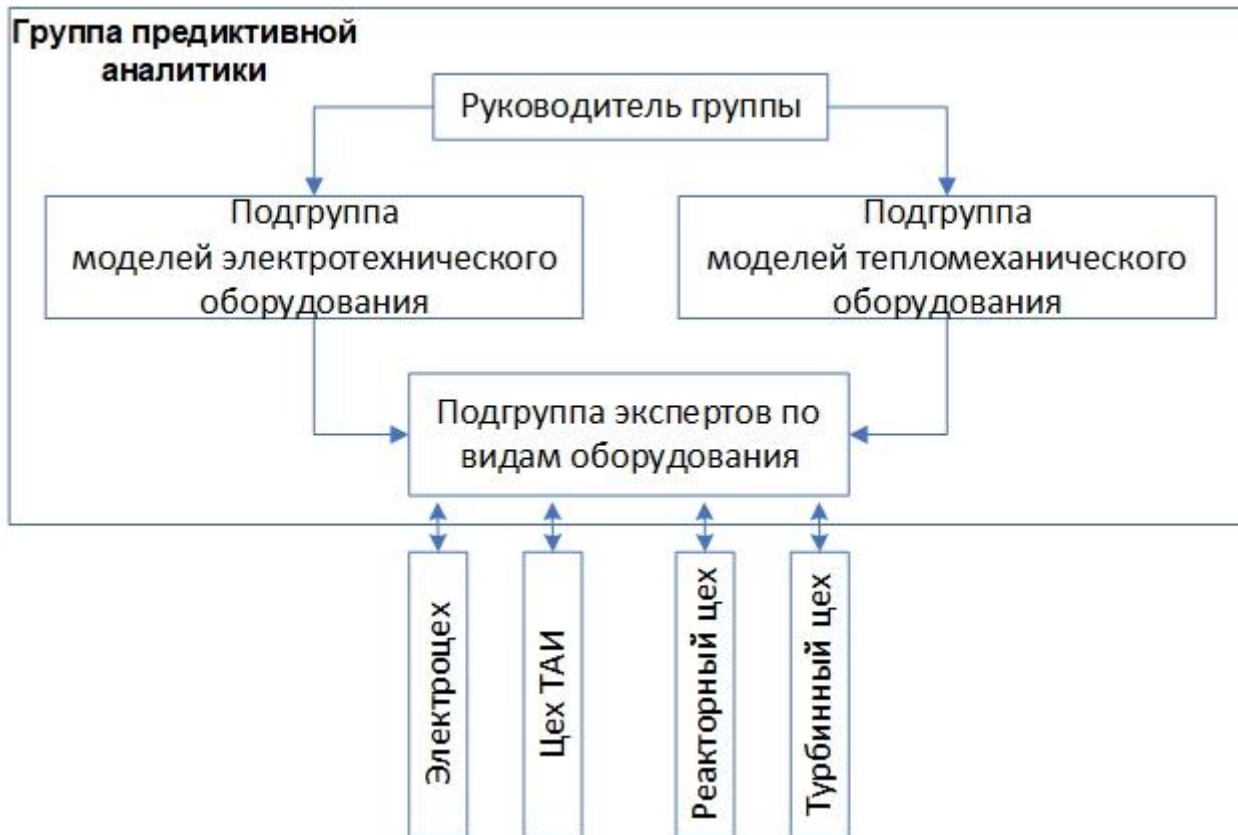 Группа предиктивной
аналитики
Руководитель группы
Подгруппа
моделей электротехнического
оборудования
Подгруппа
моделей тепломеханического
оборудования
Подгруппа экспертов по
видам оборудования
Электроцех
Цех ТАИ
Реакторный цех
Турбинный цех